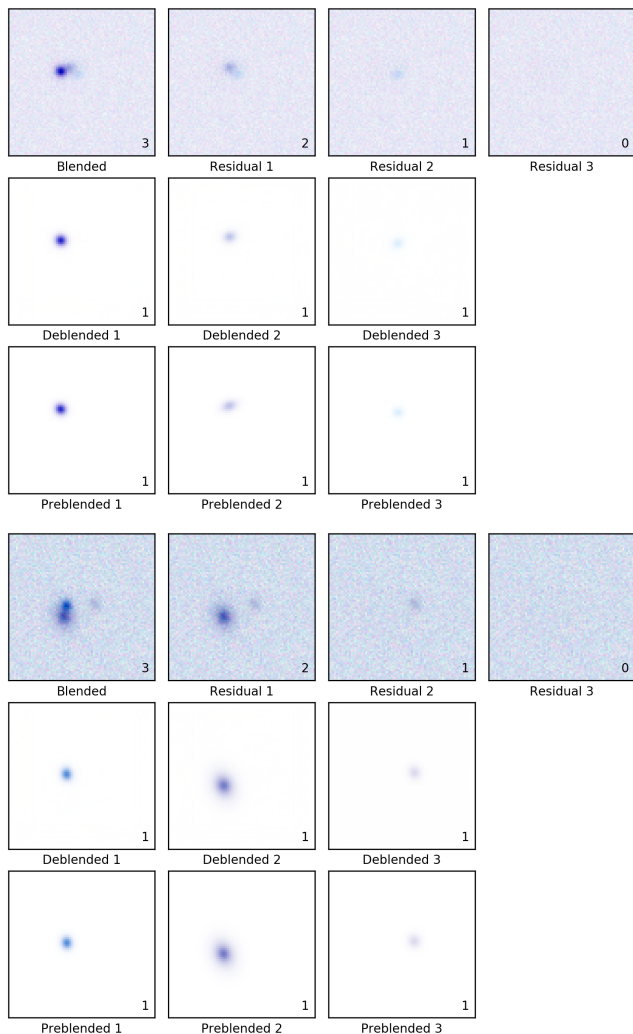 3 2 1 0
Blended Residual 1 Residual 2 Residual 3
1 1 1
Deblended 1 Deblended 2 Deblended 3
1 1 1
Preblended 1 Preblended 2 Preblended 3
3 2 1 0
Blended Residual 1 Residual 2 Residual 3
1 1 1
Deblended 1 Deblended 2 Deblended 3
1 1 1
Preblended 1 Preblended 2 Preblended 3